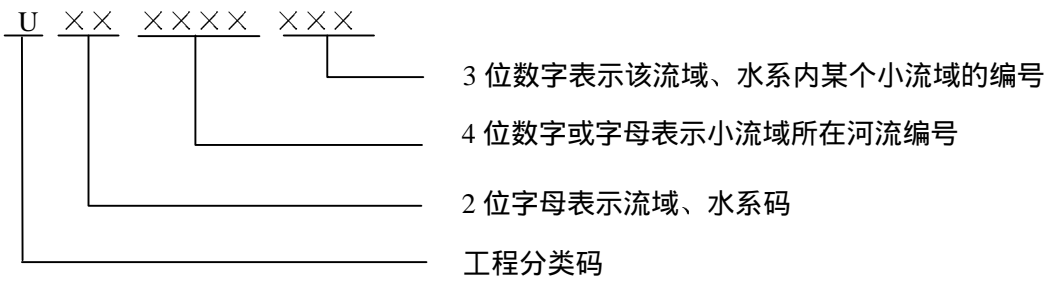 U ×× ×××× ×××
3 位数字表示该流域、水系内某个小流域的编号
4 位数字或字母表示小流域所在河流编号
2 位字母表示流域、水系码
工程分类码